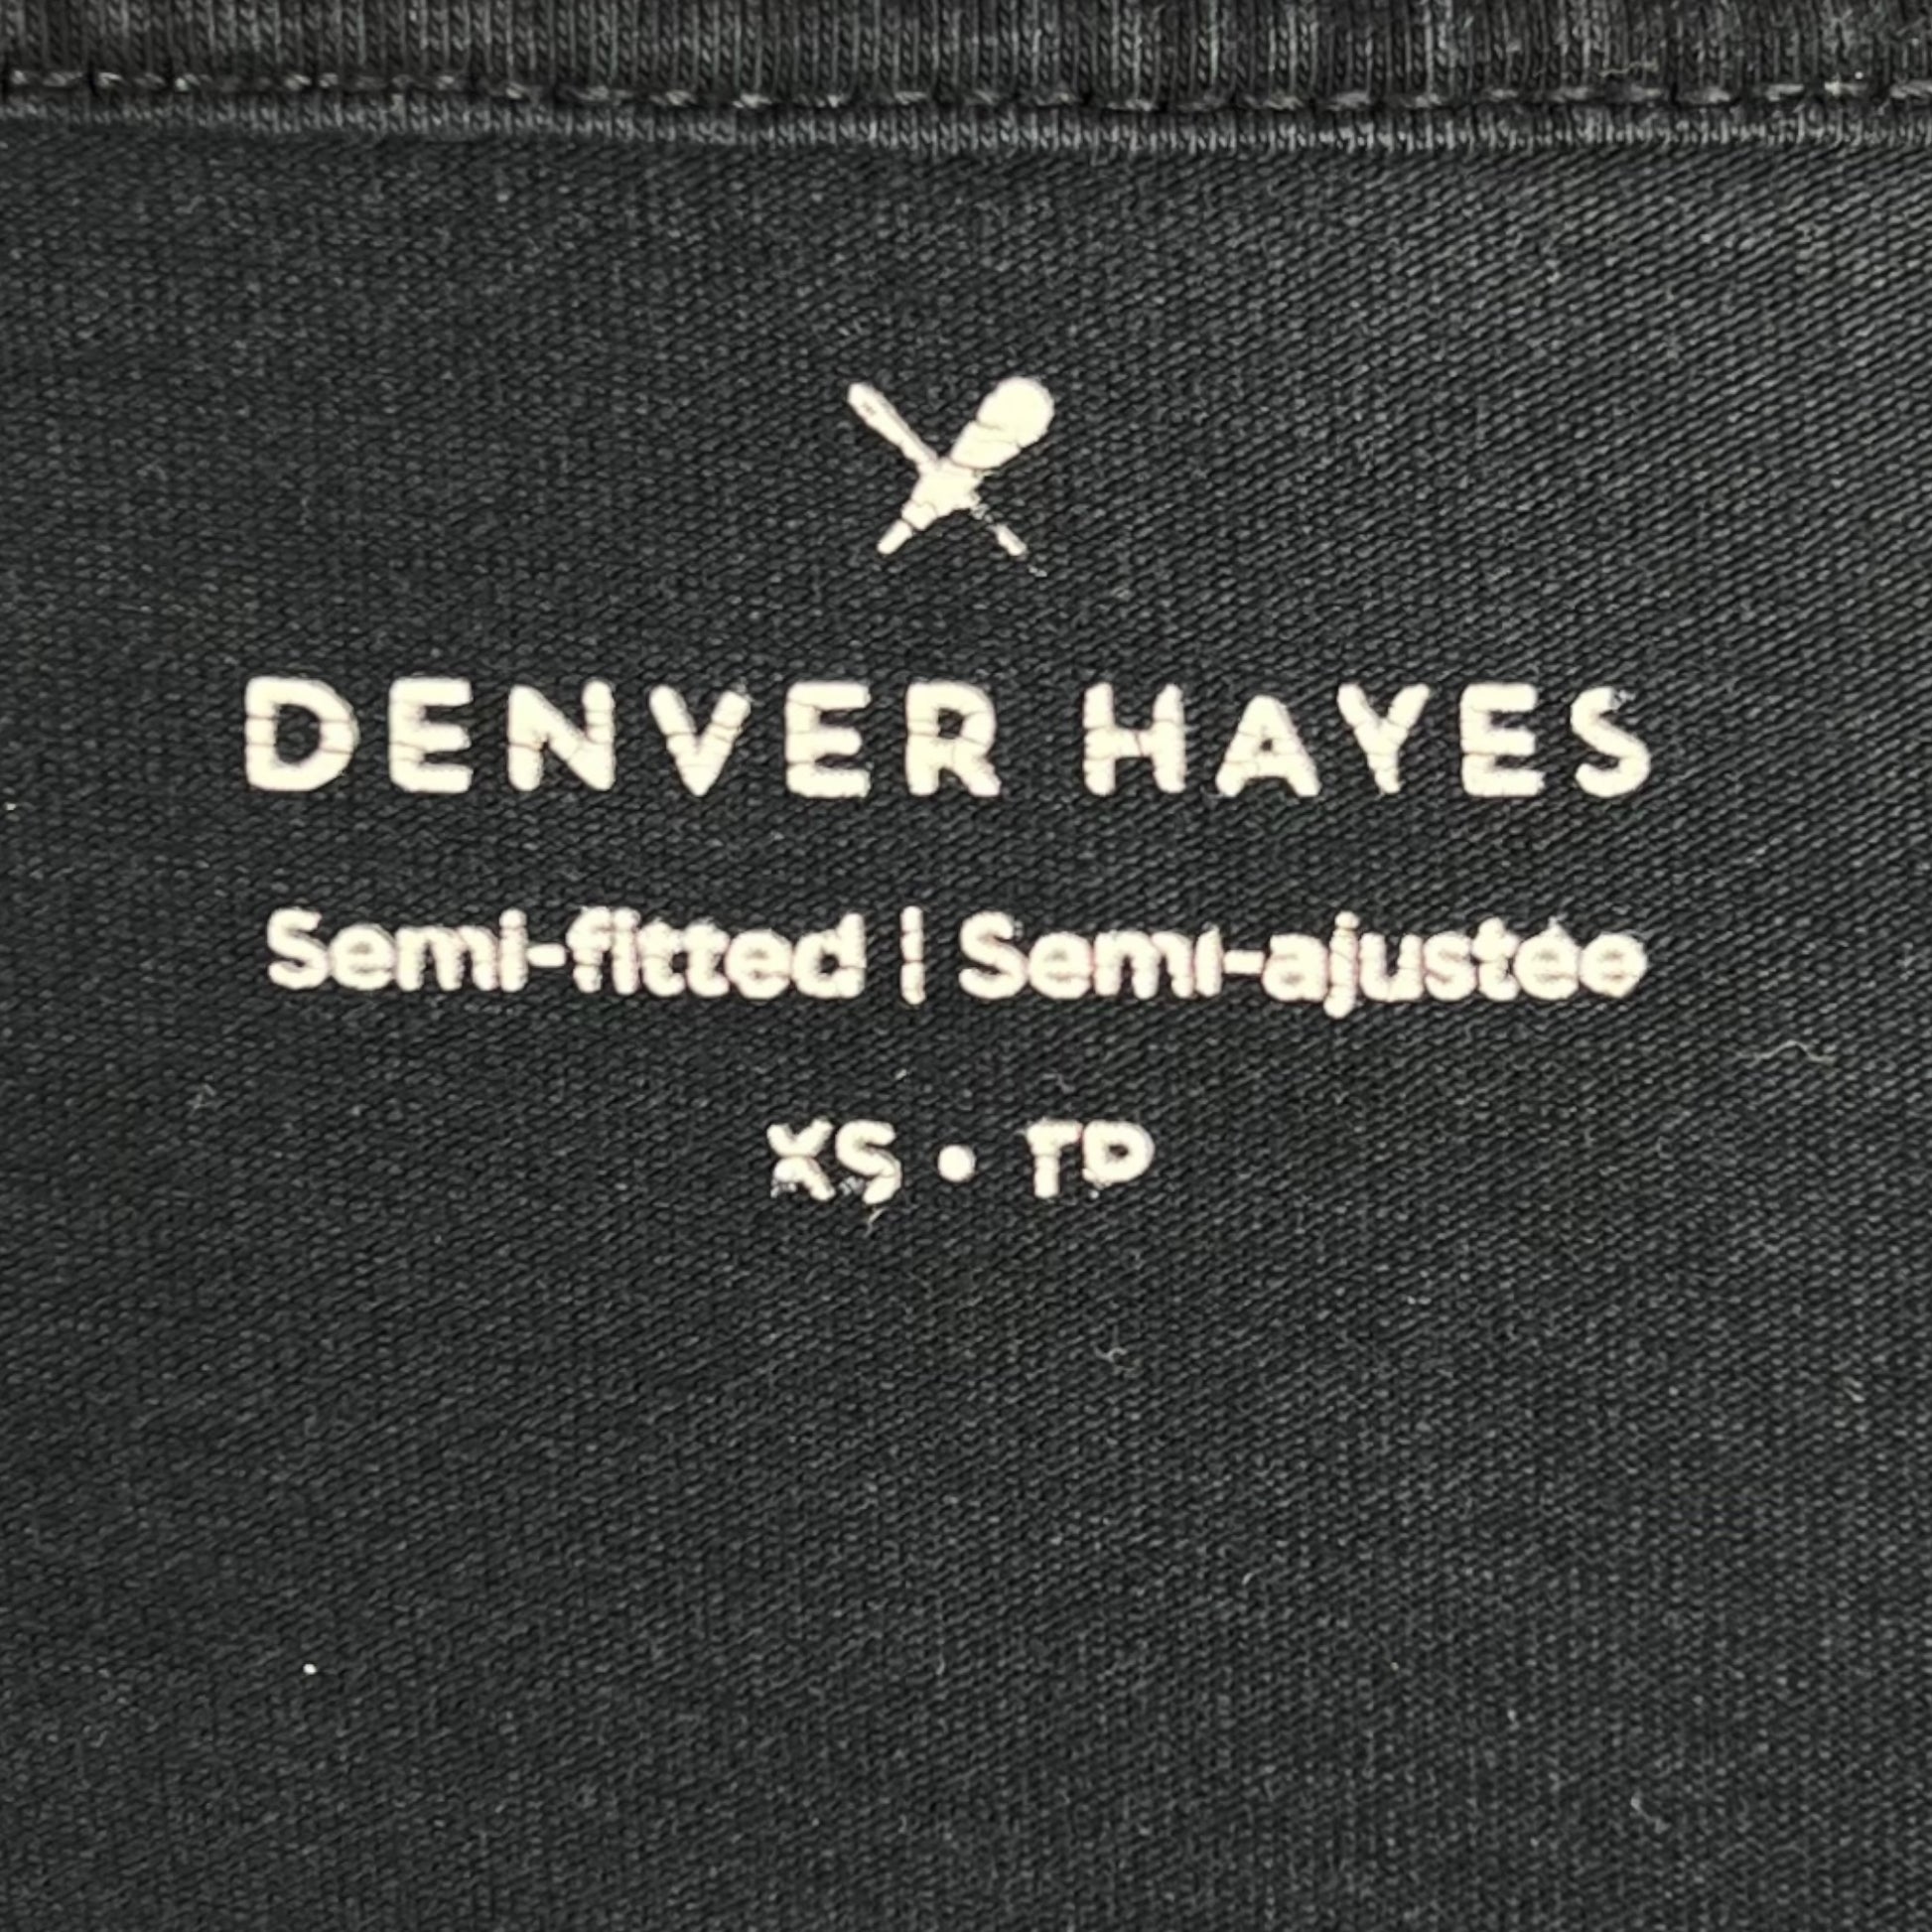 DENVER HAYES
Semi-fitted | Semi-ajustée
XS • TP